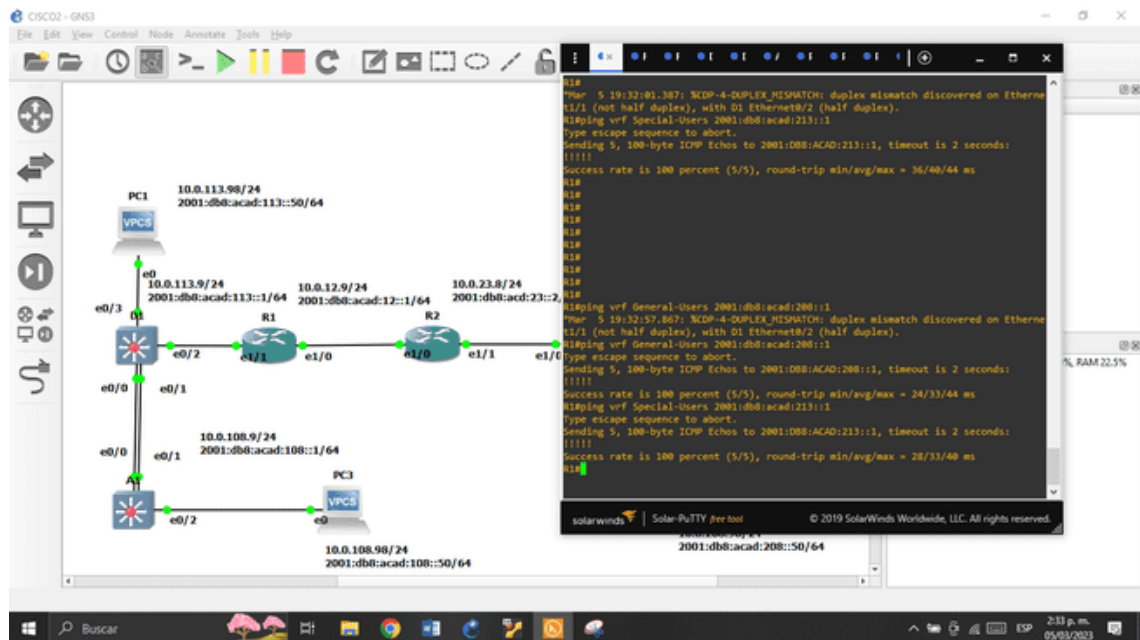 CISCO2 - GNS3
File Edit View Control Node Annotate Tools Help
PC1
VPCS
10.0.113.98/24
2001:db8:acad:113::50/64
e0
10.0.113.9/24
2001:db8:acad:113::1/64
e0/3
D1
e0/2
e0/0
e0/1
R1
e1/1
e1/0
10.0.12.9/24
2001:db8:acad:12::1/64
R2
e1/0
e1/1
10.0.23.8/24
2001:db8:acd:23::2,
e1/0
10.0.108.9/24
2001:db8:acad:108::1/64
e0/0
e0/1
A1
e0/2
PC3
VPCS
e0
10.0.108.98/24
2001:db8:acad:108::50/64
2001:db8:acad:208::50/64
R1#
*Mar 5 19:32:01.387: %CDP-4-DUPLEX_MISMATCH: duplex mismatch discovered on Etherne
t1/1 (not half duplex), with D1 Ethernet0/2 (half duplex).
R1#ping vrf Special-Users 2001:db8:acad:213::1
Type escape sequence to abort.
Sending 5, 100-byte ICMP Echos to 2001:DB8:ACAD:213::1, timeout is 2 seconds:
!!!!!
Success rate is 100 percent (5/5), round-trip min/avg/max = 36/40/44 ms
R1#
R1#
R1#
R1#
R1#
R1#
R1#
R1#
R1#
R1#
R1#ping vrf General-Users 2001:db8:acad:208::1
*Mar 5 19:32:57.867: %CDP-4-DUPLEX_MISMATCH: duplex mismatch discovered on Etherne
t1/1 (not half duplex), with D1 Ethernet0/2 (half duplex).
R1#ping vrf General-Users 2001:db8:acad:208::1
Type escape sequence to abort.
Sending 5, 100-byte ICMP Echos to 2001:DB8:ACAD:208::1, timeout is 2 seconds:
!!!!!
Success rate is 100 percent (5/5), round-trip min/avg/max = 24/33/44 ms
R1#ping vrf Special-Users 2001:db8:acad:213::1
Type escape sequence to abort.
Sending 5, 100-byte ICMP Echos to 2001:DB8:ACAD:213::1, timeout is 2 seconds:
!!!!!
Success rate is 100 percent (5/5), round-trip min/avg/max = 28/33/40 ms
R1#
solarwinds Solar-PuTTY free tool © 2019 SolarWinds Worldwide, LLC. All rights reserved.
%, RAM 22.5%
Buscar
ESP
2:33 p. m.
05/03/2023